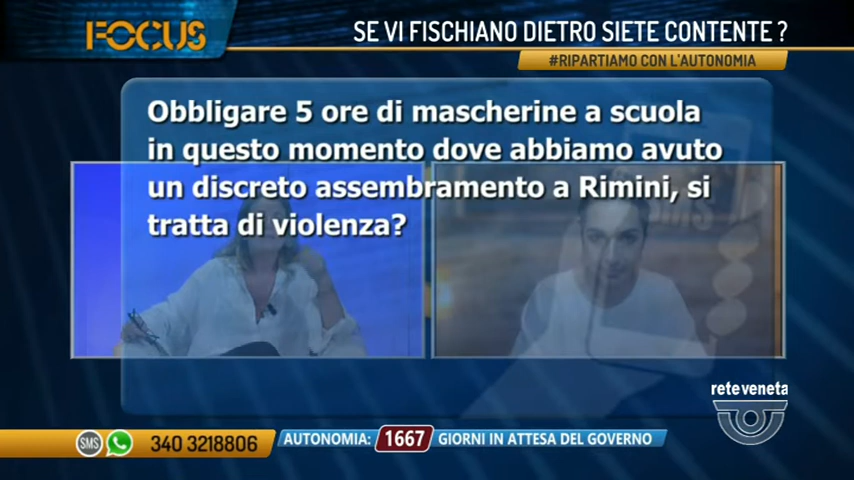 FOCUS
SE VI FISCHIANO DIETRO SIETE CONTENTE ?
#RIPARTIAMO CON L'AUTONOMIA
Obbligare 5 ore di mascherine a scuola
in questo momento dove abbiamo avuto
un discreto assembramento a Rimini, si
tratta di violenza?
reteveneta
SMS 340 3218806 AUTONOMIA: 1667 GIORNI IN ATTESA DEL GOVERNO